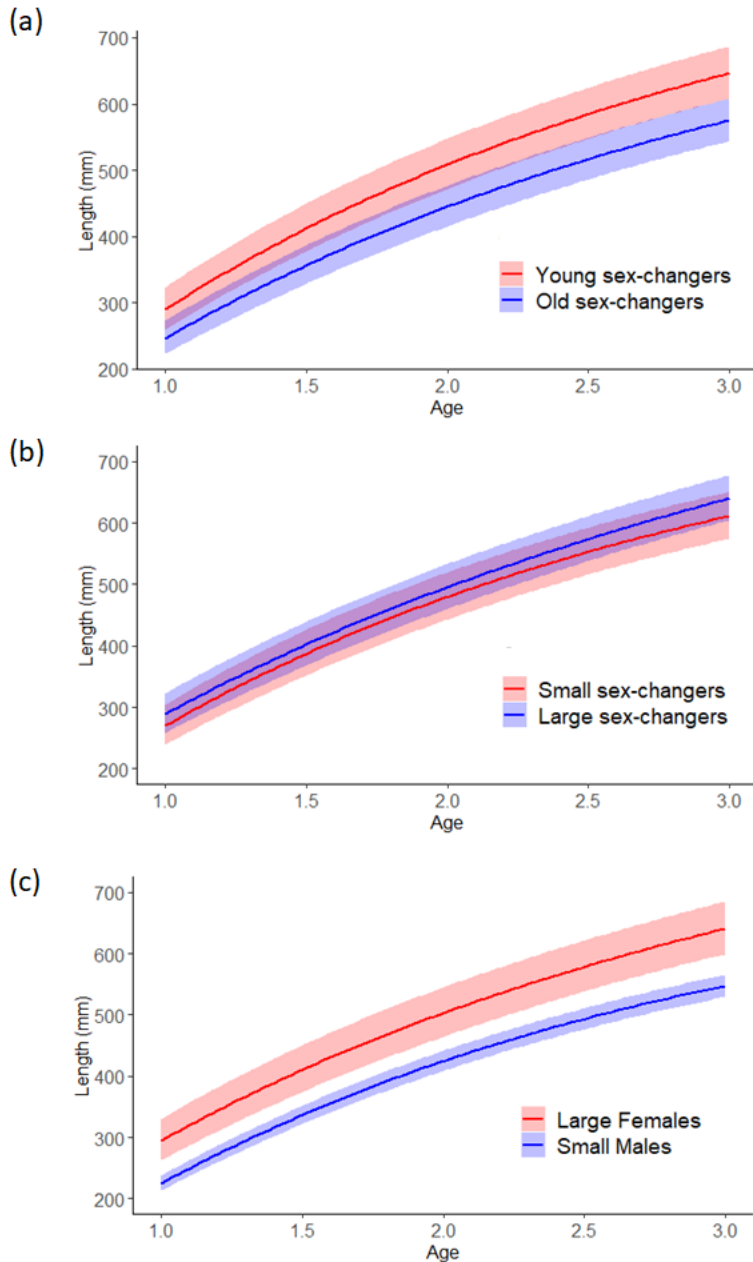 (a)
700
600
500
400
300
200
Length (mm)
Young sex-changers
Old sex-changers
1.0 1.5 2.0 2.5 3.0
Age
(b)
700
600
500
400
300
200
Length (mm)
Small sex-changers
Large sex-changers
1.0 1.5 2.0 2.5 3.0
Age
(c)
700
600
500
400
300
200
Length (mm)
Large Females
Small Males
1.0 1.5 2.0 2.5 3.0
Age